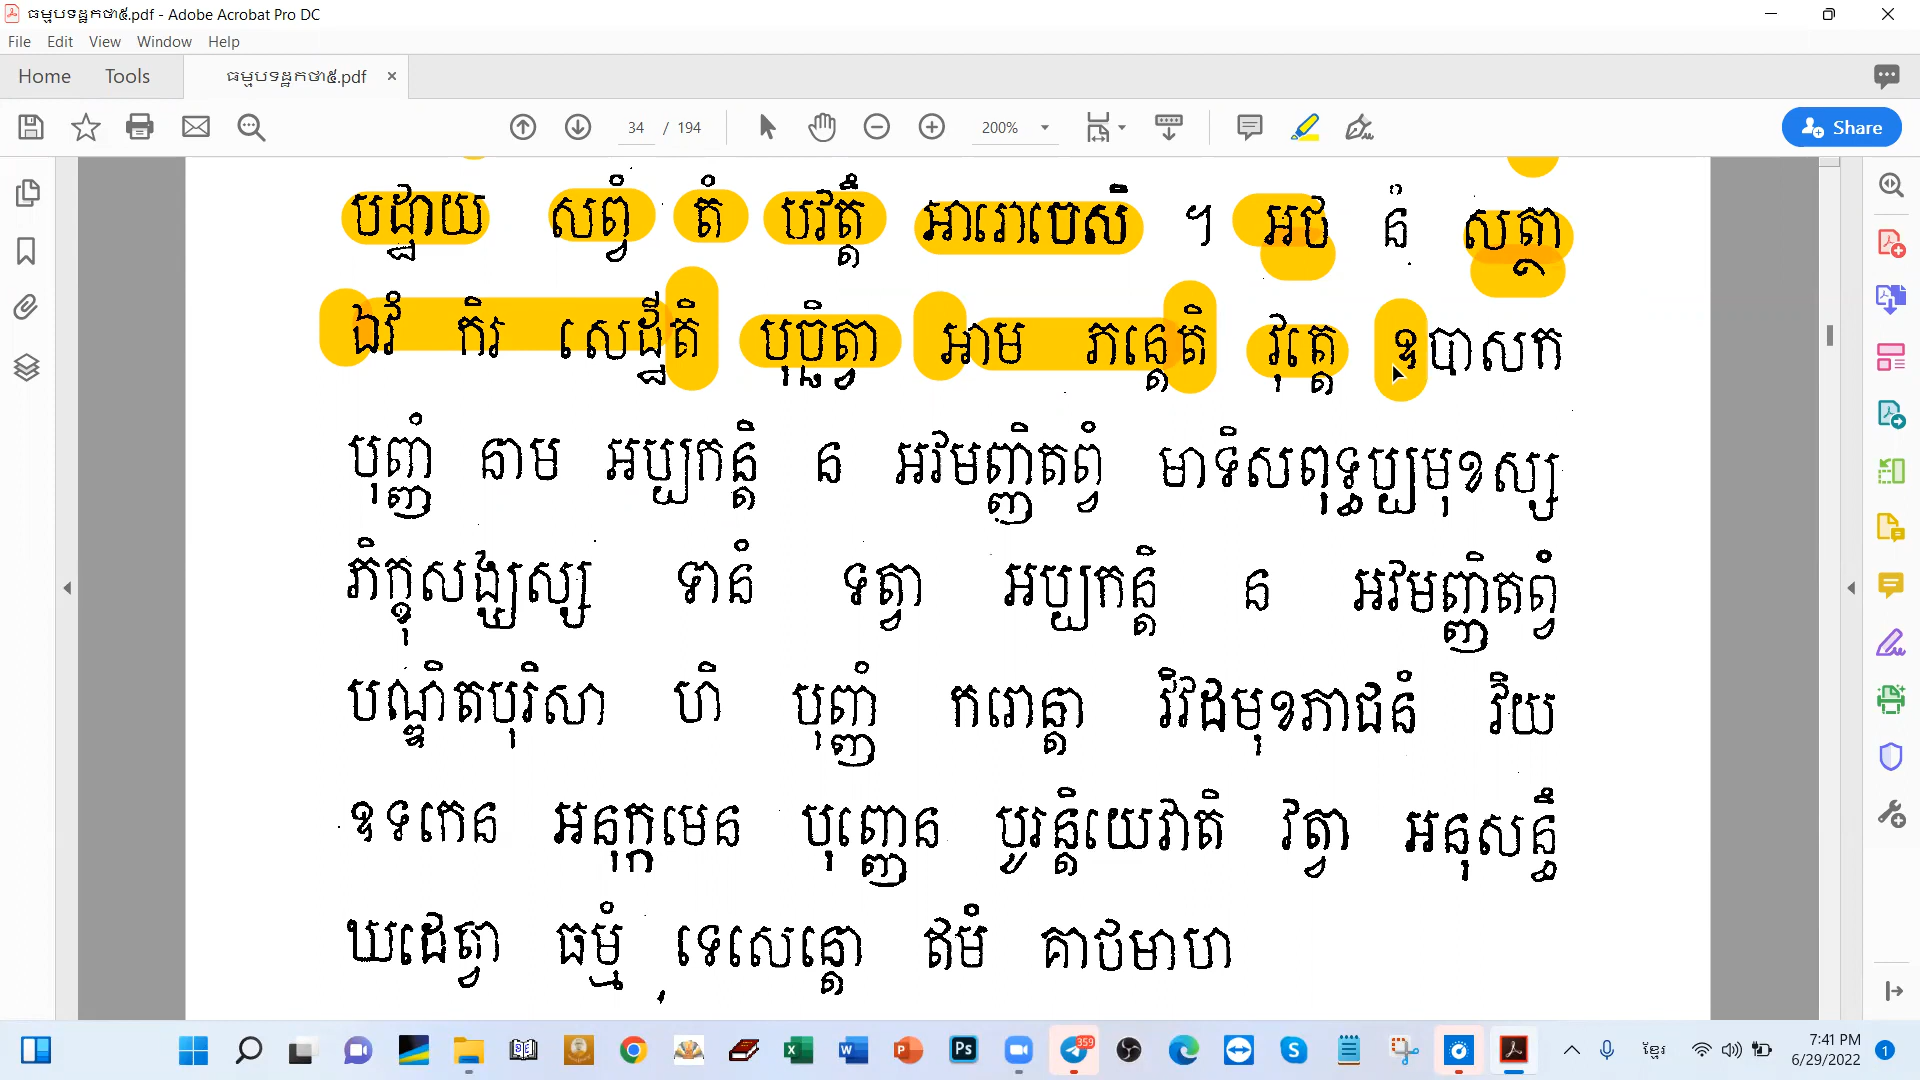 ធម្មបទដ្ឋកថា៥.pdf - Adobe Acrobat Pro DC
File Edit View Window Help
Home Tools ធម្មបទដ្ឋកថា៥.pdf
34 / 194 200% Share
បដ្ឋាយ សព្វំ តំ បវត្តឹ អារោចេសិ ។ អថ នំ សត្ថា
ឯវំ កិរ សេដ្ឋីតិ បុច្ឆិត្វា អាម ភន្តេតិ វុត្តេ ឧបាសក
បុញ្ញំ នាម អប្បកន្តិ ន អវមញ្ញិតព្វំ មាទិសពុទ្ធប្បមុខស្ស
ភិក្ខុសង្ឃស្ស ទានំ ទត្វា អប្បកន្តិ ន អវមញ្ញិតព្វំ
បណ្ឌិតបុរិសា ហិ បុញ្ញំ ករោន្តា វិវដមុខភាជនំ វិយ
ឧទកេន អនុក្កមេន បុញ្ញេន បូរន្តិយេវាតិ វត្វា អនុសន្ធឹ
ឃដេត្វា ធម្មំ ទេសេន្តោ ឥមំ គាថមាហ
359
ខ្មែរ
7:41 PM
6/29/2022
1